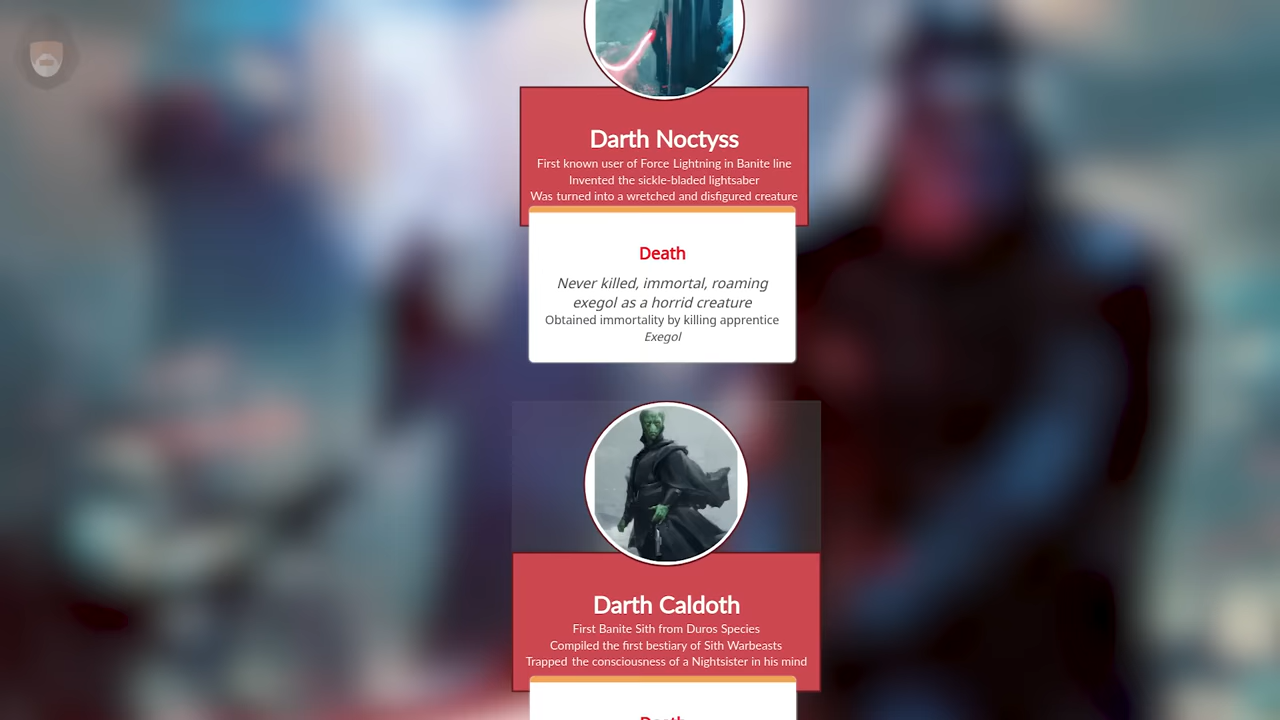 Darth Noctyss
First known user of Force Lightning in Banite line
Invented the sickle-bladed lightsaber
Was turned into a wretched and disfigured creature
Death
Never killed, immortal, roaming
exegol as a horrid creature
Obtained immortality by killing apprentice
Exegol
Darth Caldoth
First Banite Sith from Duros Species
Compiled the first bestiary of Sith Warbeasts
Trapped the consciousness of a Nightsister in his mind
Death